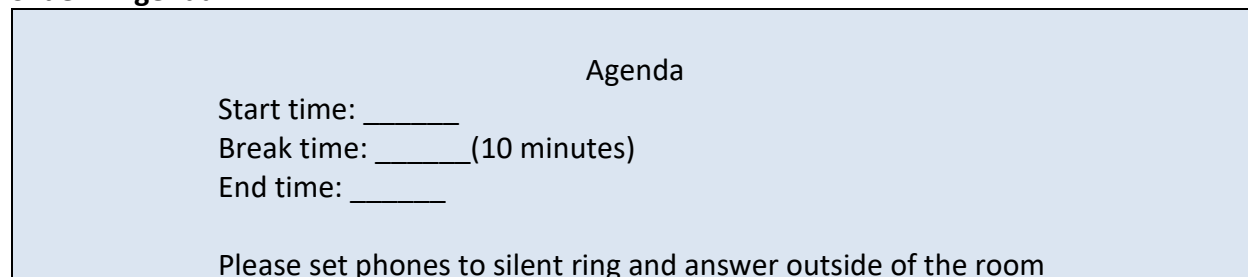 Agenda
Start time: ______
Break time: ______(10 minutes)
End time: ______
Please set phones to silent ring and answer outside of the room